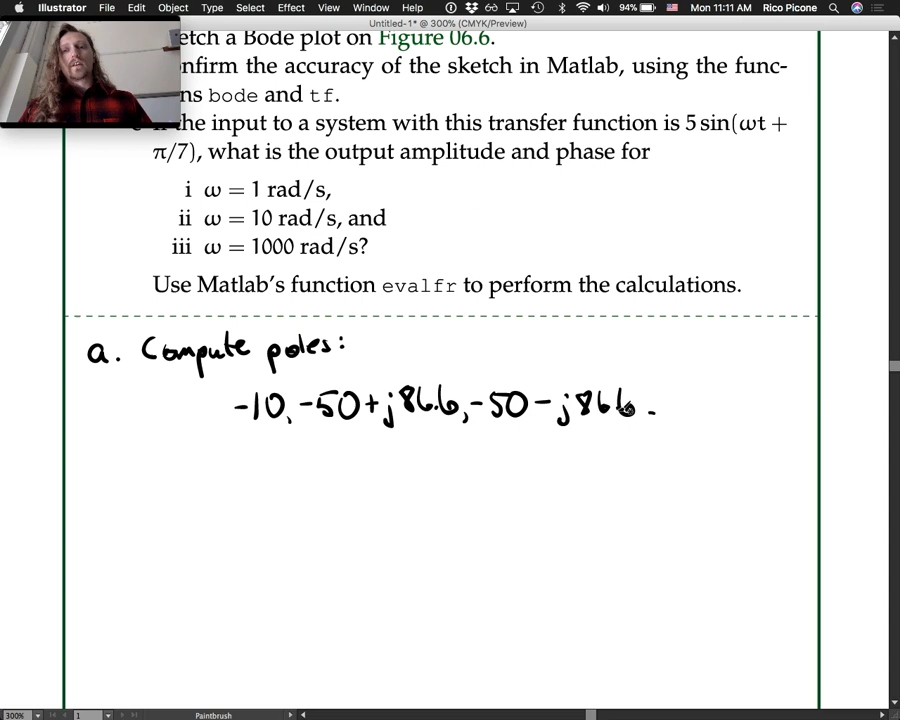 Illustrator File Edit Object Type Select Effect View Window Help 94% Mon 11:11 AM Rico Picone
Untitled-1* @ 300% (CMYK/Preview)
etch a Bode plot on Figure 06.6.
nfirm the accuracy of the sketch in Matlab, using the func-
ns bode and tf.
the input to a system with this transfer function is 5 sin(ωt +
π/7), what is the output amplitude and phase for
i ω = 1 rad/s,
ii ω = 10 rad/s, and
iii ω = 1000 rad/s?
Use Matlab's function evalfr to perform the calculations.
a. Compute poles:
-10, -50+j86.6, -50-j86.6.
300% 1 Paintbrush